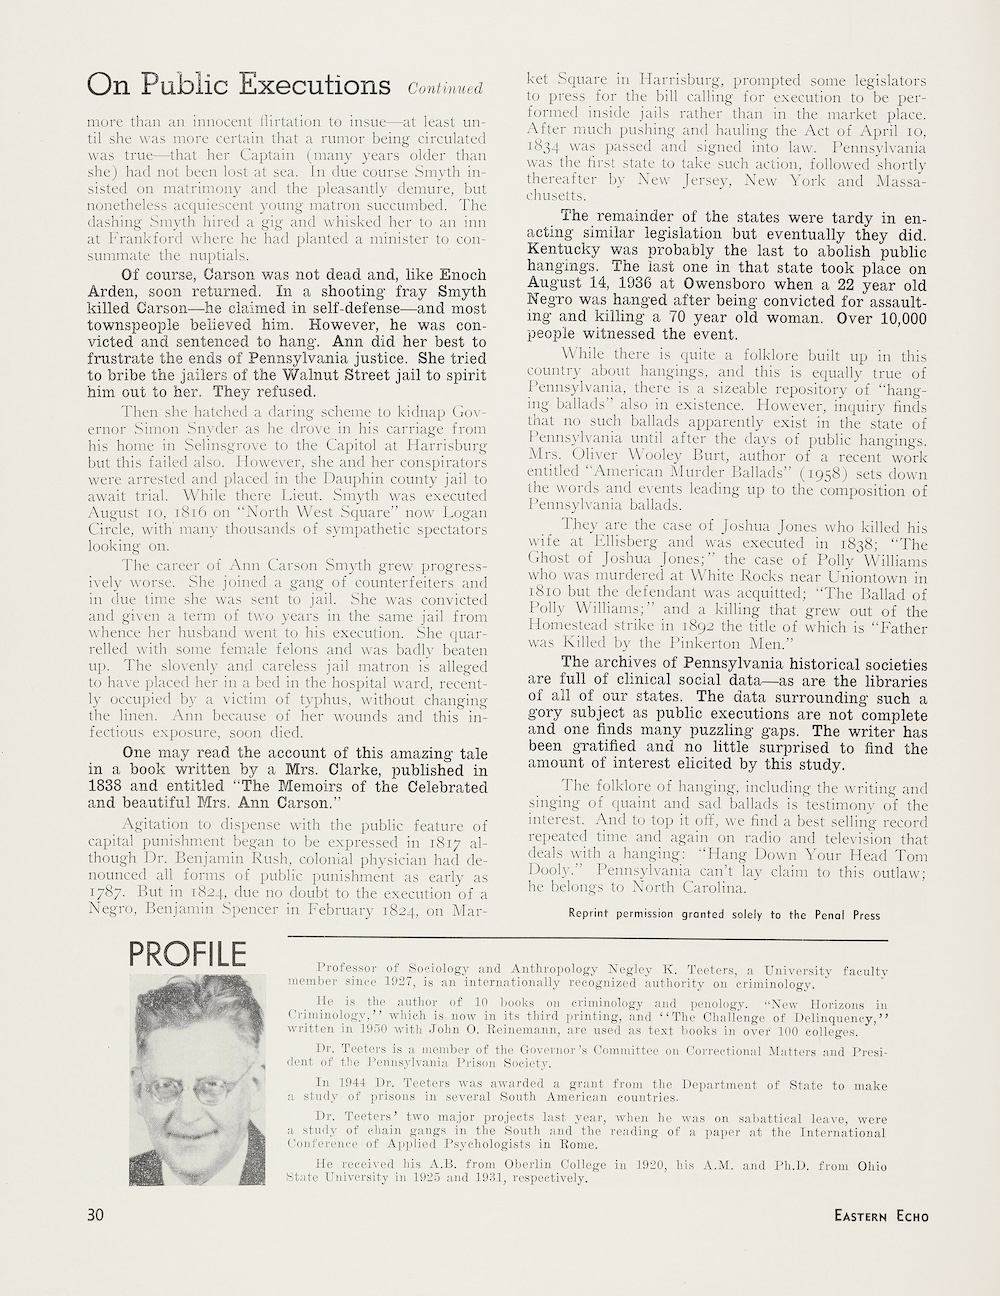 On Public Executions Continued
more than an innocent flirtation to insue—at least un-
til she was more certain that a rumor being circulated
was true—that her Captain (many years older than
she) had not been lost at sea. In due course Smyth in-
sisted on matrimony and the pleasantly demure, but
nonetheless acquiescent young matron succumbed. The
dashing Smyth hired a gig and whisked her to an inn
at Frankford where he had planted a minister to con-
summate the nuptials.
Of course, Carson was not dead and, like Enoch
Arden, soon returned. In a shooting fray Smyth
killed Carson—he claimed in self-defense—and most
townspeople believed him. However, he was con-
victed and sentenced to hang. Ann did her best to
frustrate the ends of Pennsylvania justice. She tried
to bribe the jailers of the Walnut Street jail to spirit
him out to her. They refused.
Then she hatched a daring scheme to kidnap Gov-
ernor Simon Snyder as he drove in his carriage from
his home in Selinsgrove to the Capitol at Harrisburg
but this failed also. However, she and her conspirators
were arrested and placed in the Dauphin county jail to
await trial. While there Lieut. Smyth was executed
August 10, 1816 on "North West Square" now Logan
Circle, with many thousands of sympathetic spectators
looking on.
The career of Ann Carson Smyth grew progress-
ively worse. She joined a gang of counterfeiters and
in due time she was sent to jail. She was convicted
and given a term of two years in the same jail from
whence her husband went to his execution. She quar-
relled with some female felons and was badly beaten
up. The slovenly and careless jail matron is alleged
to have placed her in a bed in the hospital ward, recent-
ly occupied by a victim of typhus, without changing
the linen. Ann because of her wounds and this in-
fectious exposure, soon died.
One may read the account of this amazing tale
in a book written by a Mrs. Clarke, published in
1838 and entitled "The Memoirs of the Celebrated
and beautiful Mrs. Ann Carson."
Agitation to dispense with the public feature of
capital punishment began to be expressed in 1817 al-
though Dr. Benjamin Rush, colonial physician had de-
nounced all forms of public punishment as early as
1787. But in 1824, due no doubt to the execution of a
Negro, Benjamin Spencer in February 1824, on Mar-
ket Square in Harrisburg, prompted some legislators
to press for the bill calling for execution to be per-
formed inside jails rather than in the market place.
After much pushing and hauling the Act of April 10,
1834 was passed and signed into law. Pennsylvania
was the first state to take such action, followed shortly
thereafter by New Jersey, New York and Massa-
chusetts.
The remainder of the states were tardy in en-
acting similar legislation but eventually they did.
Kentucky was probably the last to abolish public
hangings. The last one in that state took place on
August 14, 1936 at Owensboro when a 22 year old
Negro was hanged after being convicted for assault-
ing and killing a 70 year old woman. Over 10,000
people witnessed the event.
While there is quite a folklore built up in this
country about hangings, and this is equally true of
Pennsylvania, there is a sizeable repository of "hang-
ing ballads" also in existence. However, inquiry finds
that no such ballads apparently exist in the state of
Pennsylvania until after the days of public hangings.
Mrs. Oliver Wooley Burt, author of a recent work
entitled "American Murder Ballads" (1958) sets down
the words and events leading up to the composition of
Pennsylvania ballads.
They are the case of Joshua Jones who killed his
wife at Ellisberg and was executed in 1838; "The
Ghost of Joshua Jones;" the case of Polly Williams
who was murdered at White Rocks near Uniontown in
1810 but the defendant was acquitted; "The Ballad of
Polly Williams;" and a killing that grew out of the
Homestead strike in 1892 the title of which is "Father
was Killed by the Pinkerton Men."
The archives of Pennsylvania historical societies
are full of clinical social data—as are the libraries
of all of our states. The data surrounding such a
gory subject as public executions are not complete
and one finds many puzzling gaps. The writer has
been gratified and no little surprised to find the
amount of interest elicited by this study.
The folklore of hanging, including the writing and
singing of quaint and sad ballads is testimony of the
interest. And to top it off, we find a best selling record
repeated time and again on radio and television that
deals with a hanging: "Hang Down Your Head Tom
Dooly." Pennsylvania can't lay claim to this outlaw;
he belongs to North Carolina.
Reprint permission granted solely to the Penal Press
PROFILE
Professor of Sociology and Anthropology Negley K. Teeters, a University faculty
member since 1927, is an internationally recognized authority on criminology.
He is the author of 10 books on criminology and penology. "New Horizons in
Criminology," which is now in its third printing, and "The Challenge of Delinquency,"
written in 1950 with John O. Reinemann, are used as text books in over 100 colleges.
Dr. Teeters is a member of the Governor's Committee on Correctional Matters and Presi-
dent of the Pennsylvania Prison Society.
In 1944 Dr. Teeters was awarded a grant from the Department of State to make
a study of prisons in several South American countries.
Dr. Teeters' two major projects last year, when he was on sabattical leave, were
a study of chain gangs in the South and the reading of a paper at the International
Conference of Applied Psychologists in Rome.
He received his A.B. from Oberlin College in 1920, his A.M. and Ph.D. from Ohio
State University in 1925 and 1931, respectively.
30
EASTERN ECHO